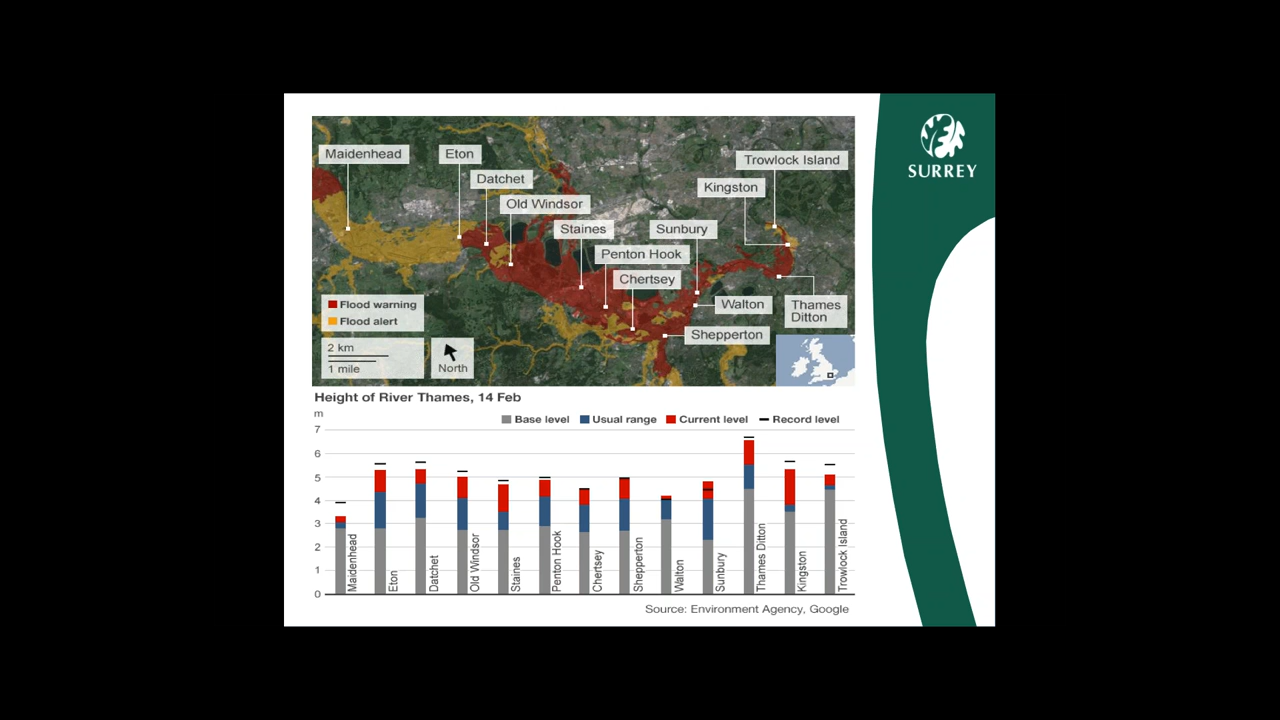 Maidenhead
Eton
Datchet
Old Windsor
Staines
Penton Hook
Chertsey
Sunbury
Kingston
Trowlock Island
Walton
Thames
Ditton
Shepperton
Flood warning
Flood alert
2 km
1 mile
North
SURREY
Height of River Thames, 14 Feb
m
Base level Usual range Current level Record level
7
6
5
4
3
2
1
0
Maidenhead
Eton
Datchet
Old Windsor
Staines
Penton Hook
Chertsey
Shepperton
Walton
Sunbury
Thames Ditton
Kingston
Trowlock Island
Source: Environment Agency, Google